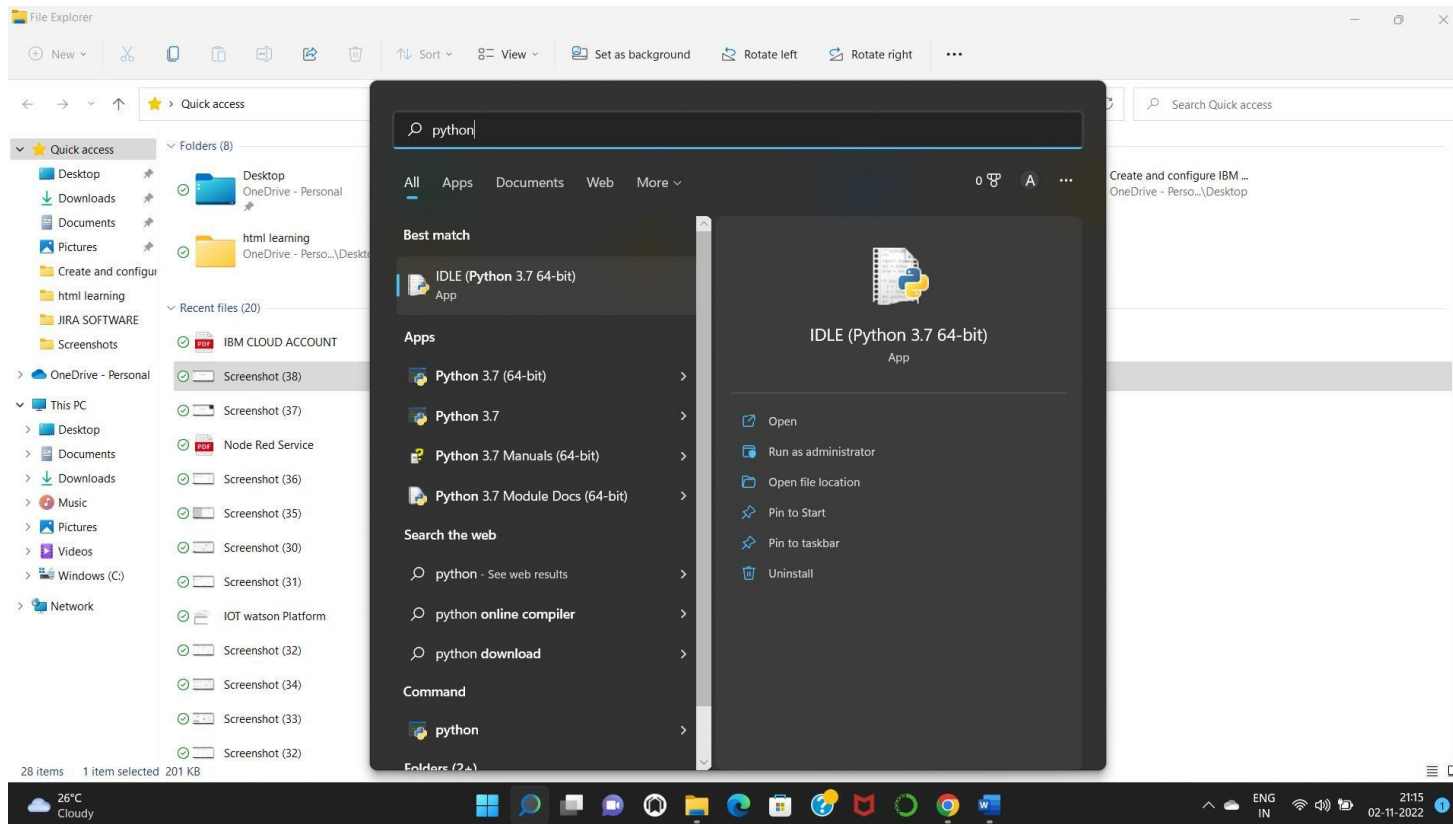 File Explorer
New
Sort
View
Set as background
Rotate left
Rotate right
Quick access
Search Quick access
Quick access
Desktop
Downloads
Documents
Pictures
Create and configur
html learning
JIRA SOFTWARE
Screenshots
OneDrive - Personal
This PC
Desktop
Documents
Downloads
Music
Pictures
Videos
Windows (C:)
Network
Folders (8)
Desktop
OneDrive - Personal
html learning
OneDrive - Perso...\Deskto
Create and configure IBM ...
OneDrive - Perso...\Desktop
Recent files (20)
IBM CLOUD ACCOUNT
Screenshot (38)
Screenshot (37)
Node Red Service
Screenshot (36)
Screenshot (35)
Screenshot (30)
Screenshot (31)
IOT watson Platform
Screenshot (32)
Screenshot (34)
Screenshot (33)
Screenshot (32)
python
All Apps Documents Web More
0
A
Best match
IDLE (Python 3.7 64-bit)
App
Apps
Python 3.7 (64-bit)
Python 3.7
Python 3.7 Manuals (64-bit)
Python 3.7 Module Docs (64-bit)
Search the web
python - See web results
python online compiler
python download
Command
python
Folders (2+)
IDLE (Python 3.7 64-bit)
App
Open
Run as administrator
Open file location
Pin to Start
Pin to taskbar
Uninstall
28 items 1 item selected 201 KB
26°C
Cloudy
ENG
IN
21:15
02-11-2022
1